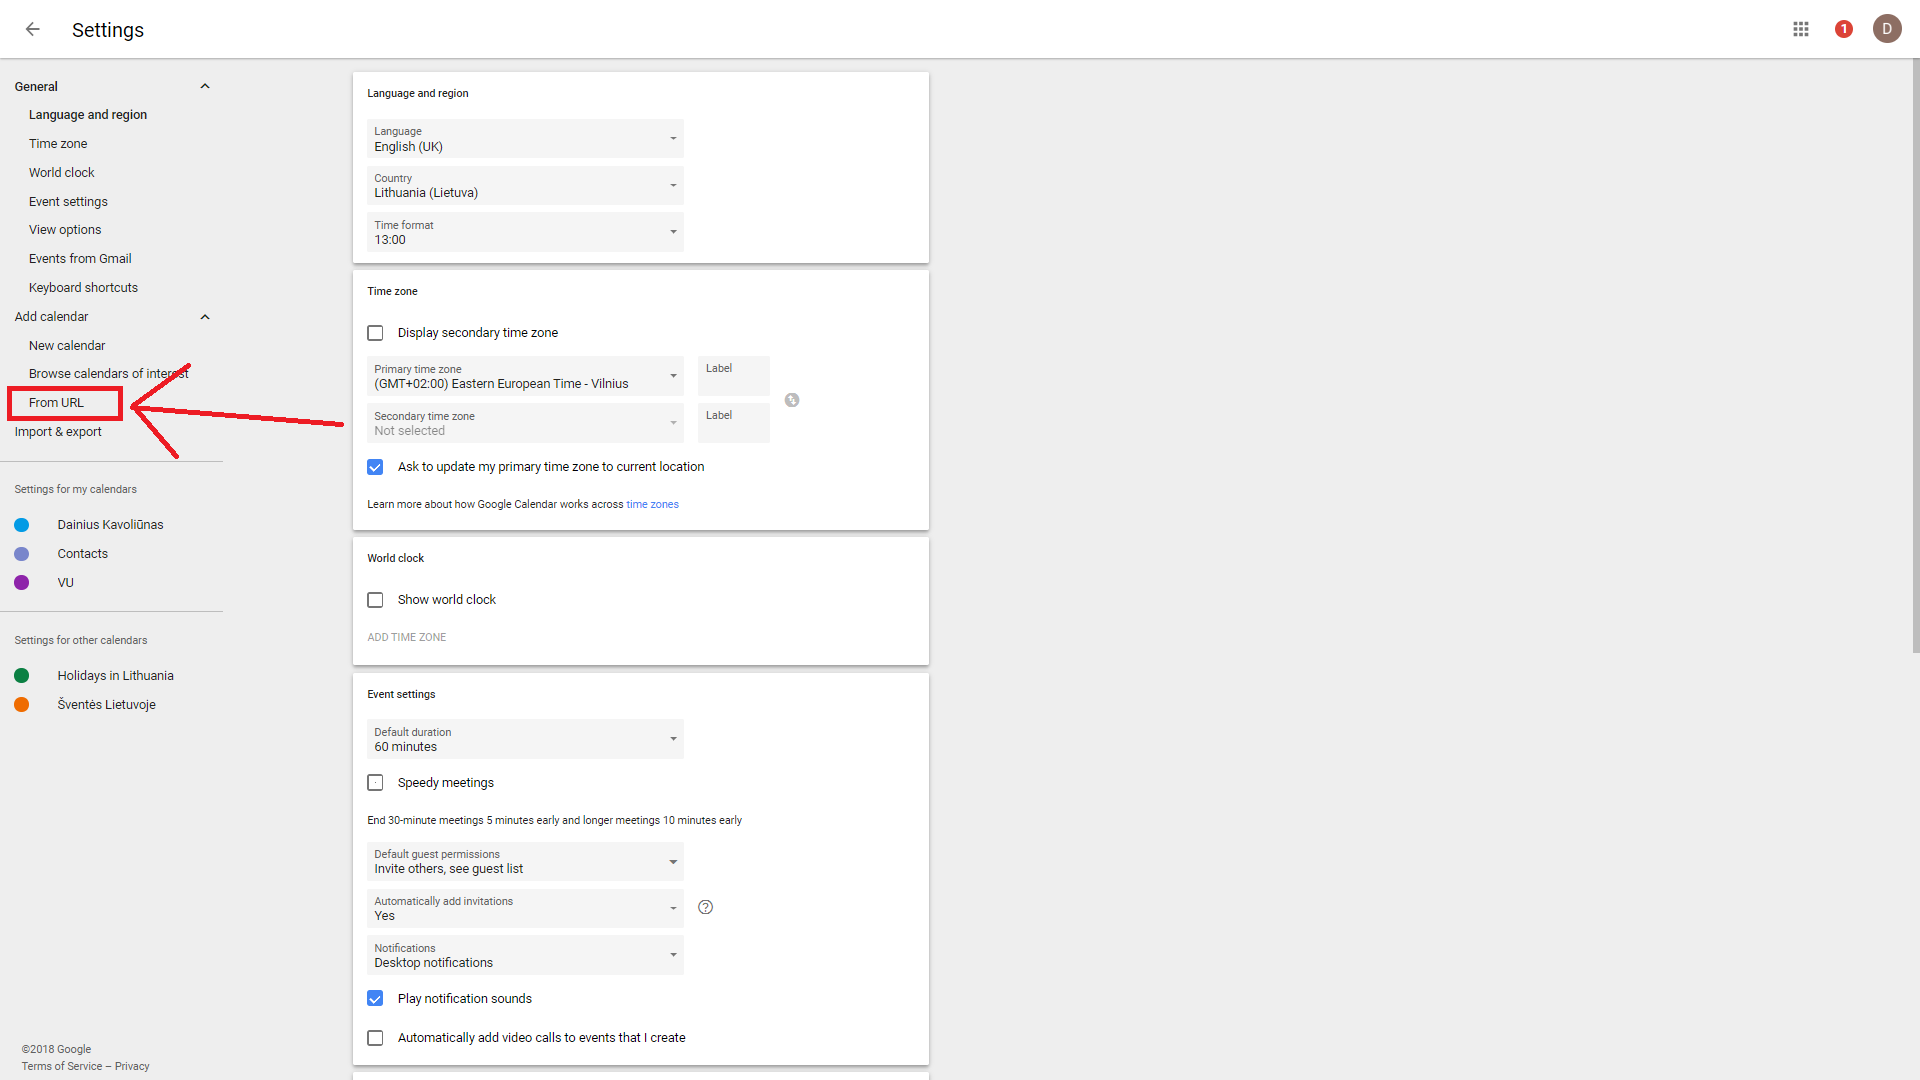 Settings
1
D
General
Language and region
Time zone
World clock
Event settings
View options
Events from Gmail
Keyboard shortcuts
Add calendar
New calendar
Browse calendars of interest
From URL
Import & export
Settings for my calendars
Dainius Kavoliūnas
Contacts
VU
Settings for other calendars
Holidays in Lithuania
Šventės Lietuvoje
©2018 Google
Terms of Service – Privacy
Language and region
Language
English (UK)
Country
Lithuania (Lietuva)
Time format
13:00
Time zone
Display secondary time zone
Primary time zone
(GMT+02:00) Eastern European Time - Vilnius
Label
Secondary time zone
Not selected
Label
Ask to update my primary time zone to current location
Learn more about how Google Calendar works across time zones
World clock
Show world clock
ADD TIME ZONE
Event settings
Default duration
60 minutes
Speedy meetings
End 30-minute meetings 5 minutes early and longer meetings 10 minutes early
Default guest permissions
Invite others, see guest list
Automatically add invitations
Yes
?
Notifications
Desktop notifications
Play notification sounds
Automatically add video calls to events that I create